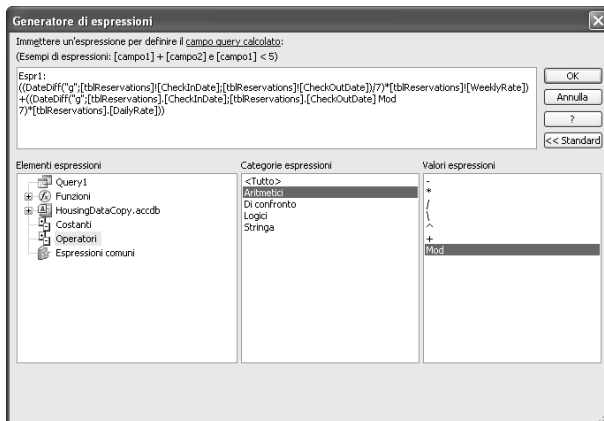 Generatore di espressioni
Immettere un'espressione per definire il campo query calcolato:
(Esempi di espressioni: [campo1] + [campo2] e [campo1] < 5)
Espr1:
((DateDiff("g";[tblReservations]![CheckInDate];[tblReservations]![CheckOutDate])/7)*[tblReservations]![WeeklyRate])
+((DateDiff("g";[tblReservations].[CheckInDate];[tblReservations].[CheckOutDate] Mod
7)*[tblReservations].[DailyRate]))
OK
Annulla
?
<< Standard
Elementi espressioni
Query1
Funzioni
HousingDataCopy.accdb
Costanti
Operatori
Espressioni comuni
Categorie espressioni
<Tutto>
Aritmetici
Di confronto
Logici
Stringa
Valori espressioni
-
*
/
\
^
+
Mod